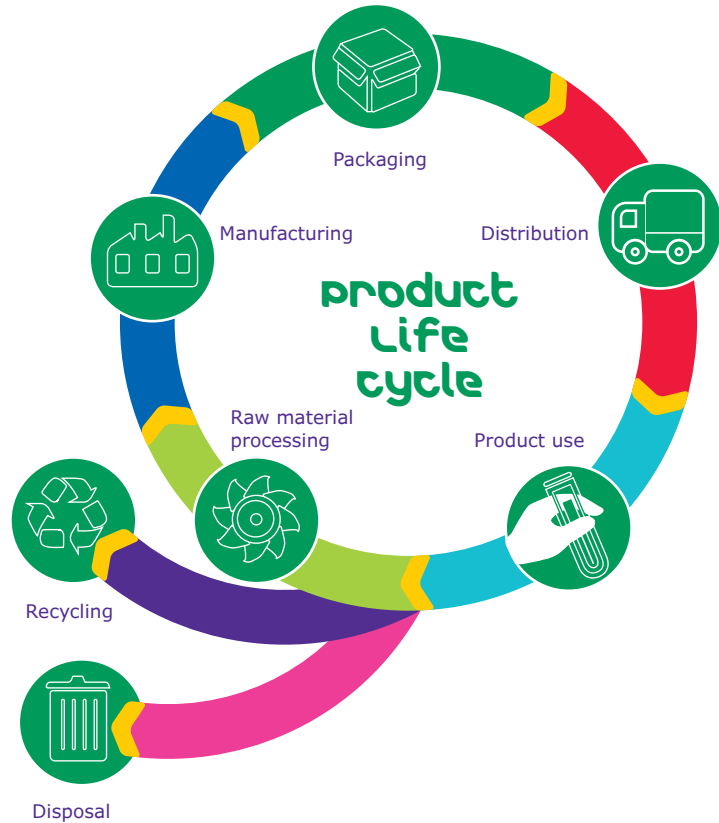 Packaging
Manufacturing
Distribution
product
Life
cycle
Raw material
processing
Product use
Recycling
Disposal